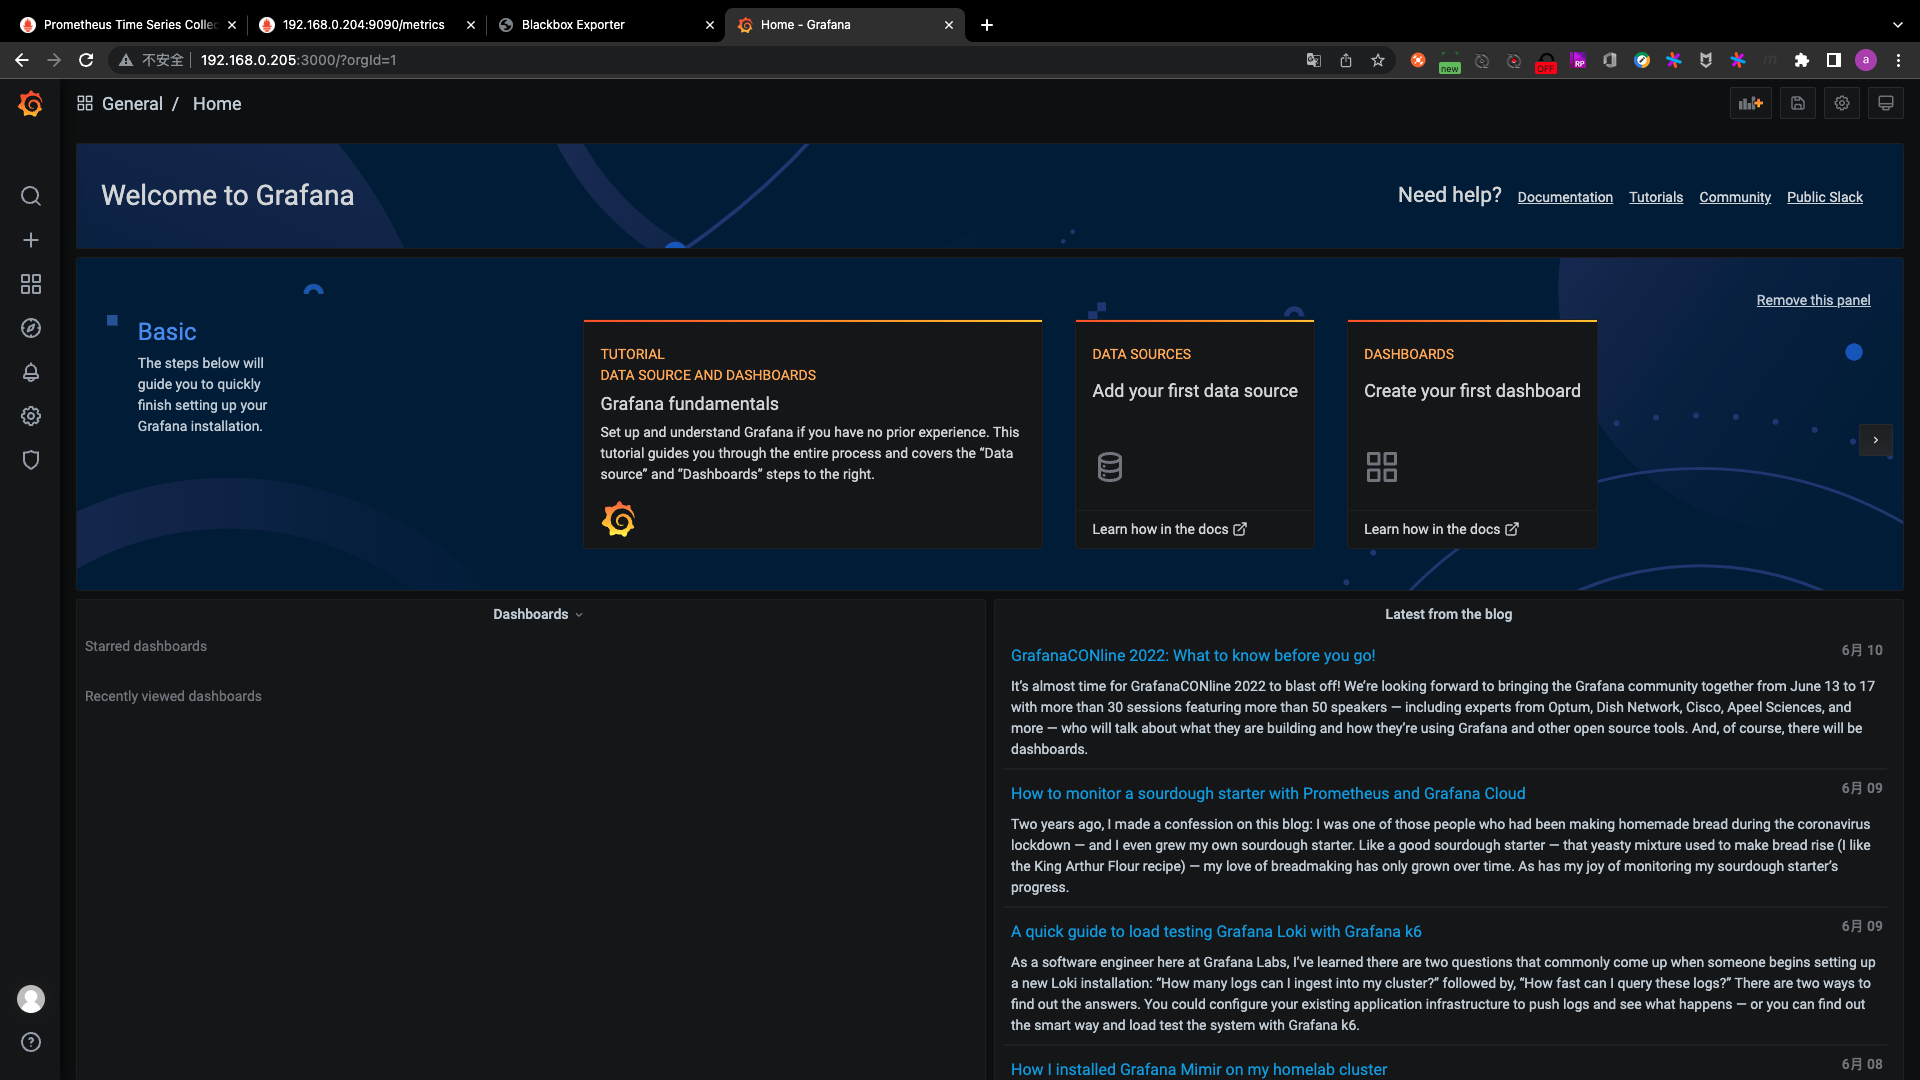 Prometheus Time Series Collec
192.168.0.204:9090/metrics
Blackbox Exporter
Home - Grafana
不安全
192.168.0.205:3000/?orgId=1
new
OFF
RP
a
General / Home
Welcome to Grafana
Need help?
Documentation
Tutorials
Community
Public Slack
Remove this panel
Basic
The steps below will
guide you to quickly
finish setting up your
Grafana installation.
TUTORIAL
DATA SOURCE AND DASHBOARDS
Grafana fundamentals
Set up and understand Grafana if you have no prior experience. This
tutorial guides you through the entire process and covers the “Data
source” and “Dashboards” steps to the right.
DATA SOURCES
Add your first data source
Learn how in the docs
DASHBOARDS
Create your first dashboard
Learn how in the docs
Dashboards
Starred dashboards
Recently viewed dashboards
Latest from the blog
GrafanaCONline 2022: What to know before you go!
6月 10
It’s almost time for GrafanaCONline 2022 to blast off! We’re looking forward to bringing the Grafana community together from June 13 to 17
with more than 30 sessions featuring more than 50 speakers — including experts from Optum, Dish Network, Cisco, Apeel Sciences, and
more — who will talk about what they are building and how they’re using Grafana and other open source tools. And, of course, there will be
dashboards.
How to monitor a sourdough starter with Prometheus and Grafana Cloud
6月 09
Two years ago, I made a confession on this blog: I was one of those people who had been making homemade bread during the coronavirus
lockdown — and I even grew my own sourdough starter. Like a good sourdough starter — that yeasty mixture used to make bread rise (I like
the King Arthur Flour recipe) — my love of breadmaking has only grown over time. As has my joy of monitoring my sourdough starter’s
progress.
A quick guide to load testing Grafana Loki with Grafana k6
6月 09
As a software engineer here at Grafana Labs, I’ve learned there are two questions that commonly come up when someone begins setting up
a new Loki installation: “How many logs can I ingest into my cluster?” followed by, “How fast can I query these logs?” There are two ways to
find out the answers. You could configure your existing application infrastructure to push logs and see what happens — or you can find out
the smart way and load test the system with Grafana k6.
How I installed Grafana Mimir on my homelab cluster
6月 08